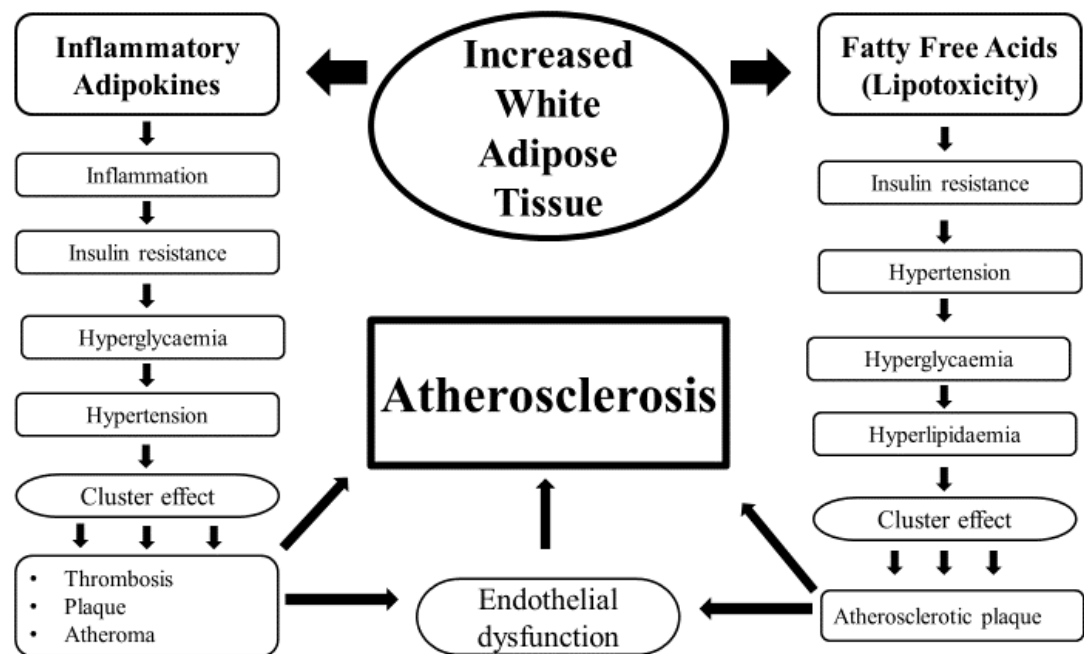 Inflammatory
Adipokines
Inflammation
Insulin resistance
Hyperglycaemia
Hypertension
Cluster effect
• Thrombosis
• Plaque
• Atheroma
Increased
White
Adipose
Tissue
Atherosclerosis
Endothelial
dysfunction
Fatty Free Acids
(Lipotoxicity)
Insulin resistance
Hypertension
Hyperglycaemia
Hyperlipidaemia
Cluster effect
Atherosclerotic plaque